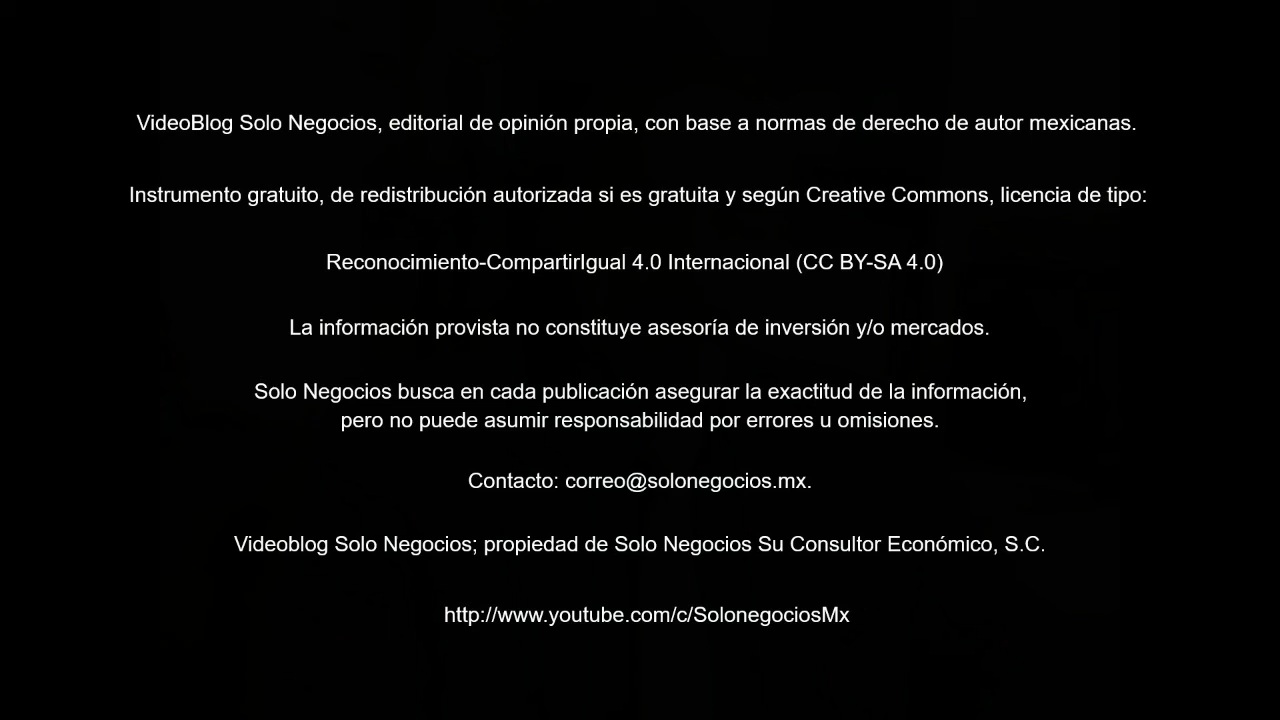 VideoBlog Solo Negocios, editorial de opinión propia, con base a normas de derecho de autor mexicanas.
Instrumento gratuito, de redistribución autorizada si es gratuita y según Creative Commons, licencia de tipo:
Reconocimiento-CompartirIgual 4.0 Internacional (CC BY-SA 4.0)
La información provista no constituye asesoría de inversión y/o mercados.
Solo Negocios busca en cada publicación asegurar la exactitud de la información,
pero no puede asumir responsabilidad por errores u omisiones.
Contacto: correo@solonegocios.mx.
Videoblog Solo Negocios; propiedad de Solo Negocios Su Consultor Económico, S.C.
http://www.youtube.com/c/SolonegociosMx